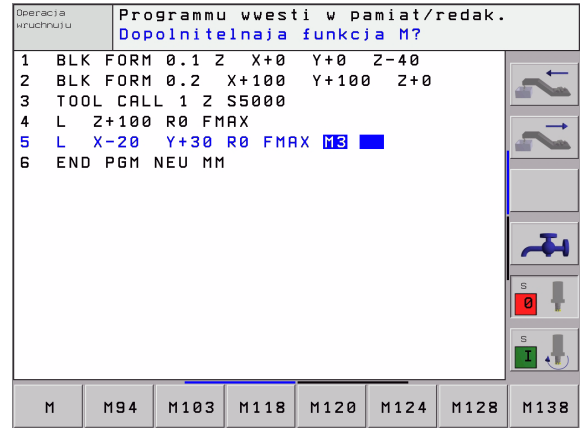 Operacja
wruchnuju
Programmu wwesti w pamiat/redak.
Dopolnitelnaja funkcja M?
1 BLK FORM 0.1 Z X+0 Y+0 Z-40
2 BLK FORM 0.2 X+100 Y+100 Z+0
3 TOOL CALL 1 Z S5000
4 L Z+100 R0 FMAX
5 L X-20 Y+30 R0 FMAX M3
6 END PGM NEU MM
S
0
S
I
M M94 M103 M118 M120 M124 M128 M138